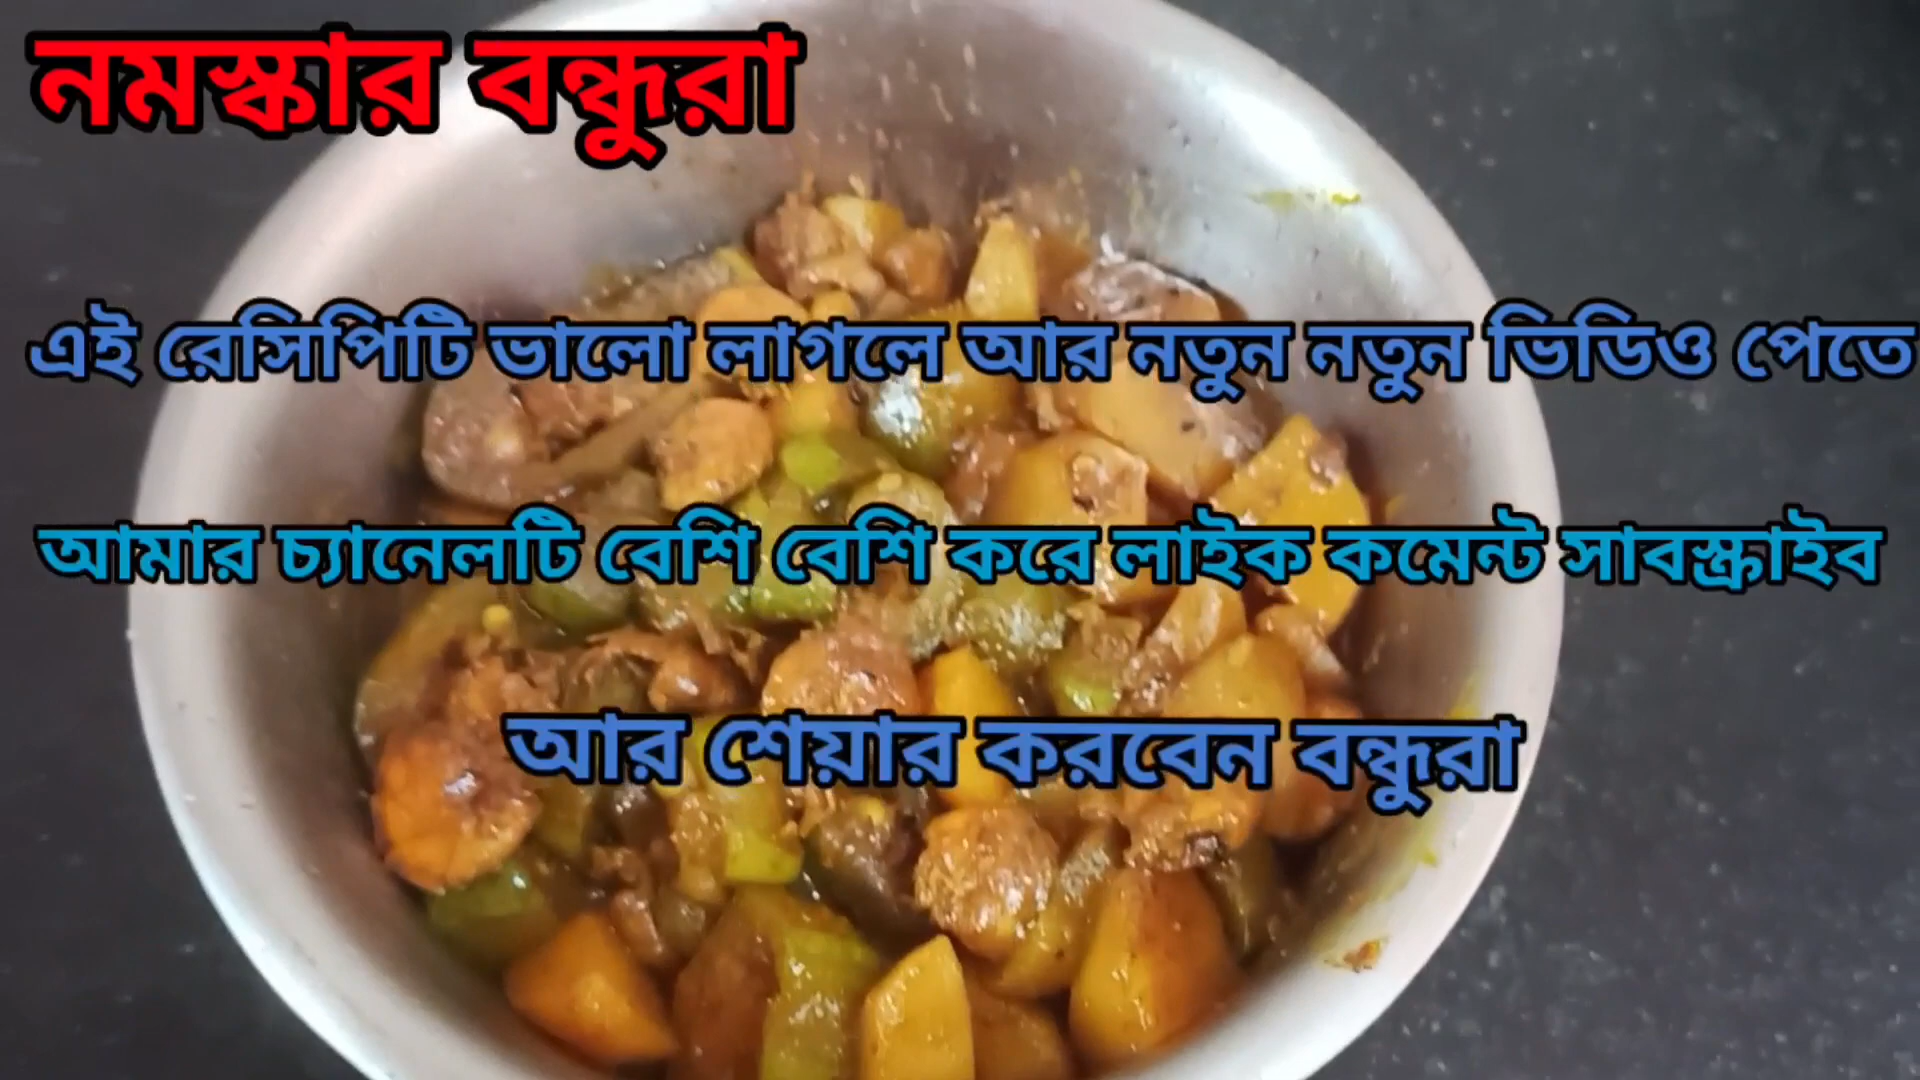 নমস্কার বন্ধুরা
এই রেসিপিটি ভালো লাগলে আর নতুন নতুন ভিডিও পেতে
আমার চ্যানেলটি বেশি বেশি করে লাইক কমেন্ট সাবস্ক্রাইব
আর শেয়ার করবেন বন্ধুরা